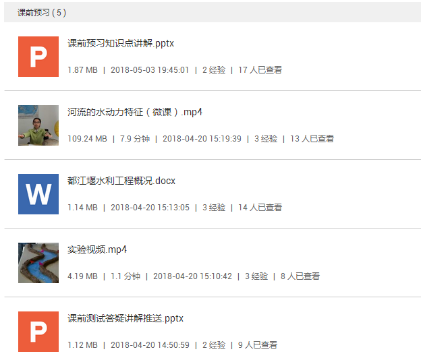 课前预习 ( 5 )
课前预习知识点讲解.pptx
1.87 MB | 2018-05-03 19:45:01 | 2 经验 | 17 人已查看
河流的水动力特征（微课）.mp4
109.24 MB | 7.9 分钟 | 2018-04-20 15:19:39 | 3 经验 | 13 人已查看
W
都江堰水利工程概况.docx
1.14 MB | 2018-04-20 15:13:05 | 3 经验 | 14 人已查看
实验视频.mp4
4.19 MB | 1.1 分钟 | 2018-04-20 15:10:42 | 3 经验 | 8 人已查看
P
课前测试答疑讲解推送.pptx
1.12 MB | 2018-04-20 14:50:59 | 2 经验 | 9 人已查看